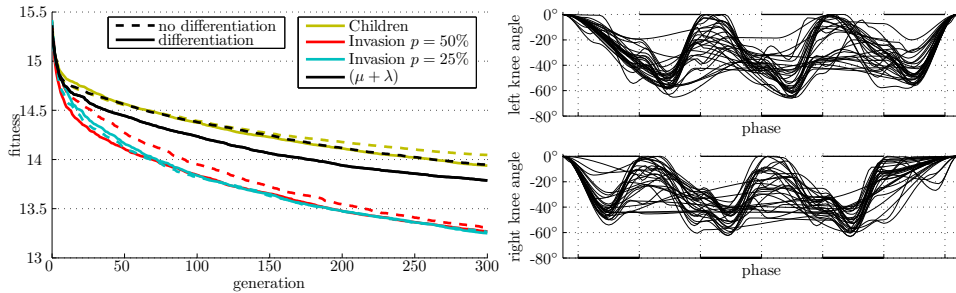 15.5
15
14.5
14
13.5
13
fitness
0
50
100
150
200
250
300
generation
no differentiation
differentiation
Children
Invasion p = 50%
Invasion p = 25%
(μ + λ)
0°
-20°
-40°
-60°
-80°
left knee angle
phase
0°
-20°
-40°
-60°
-80°
right knee angle
phase